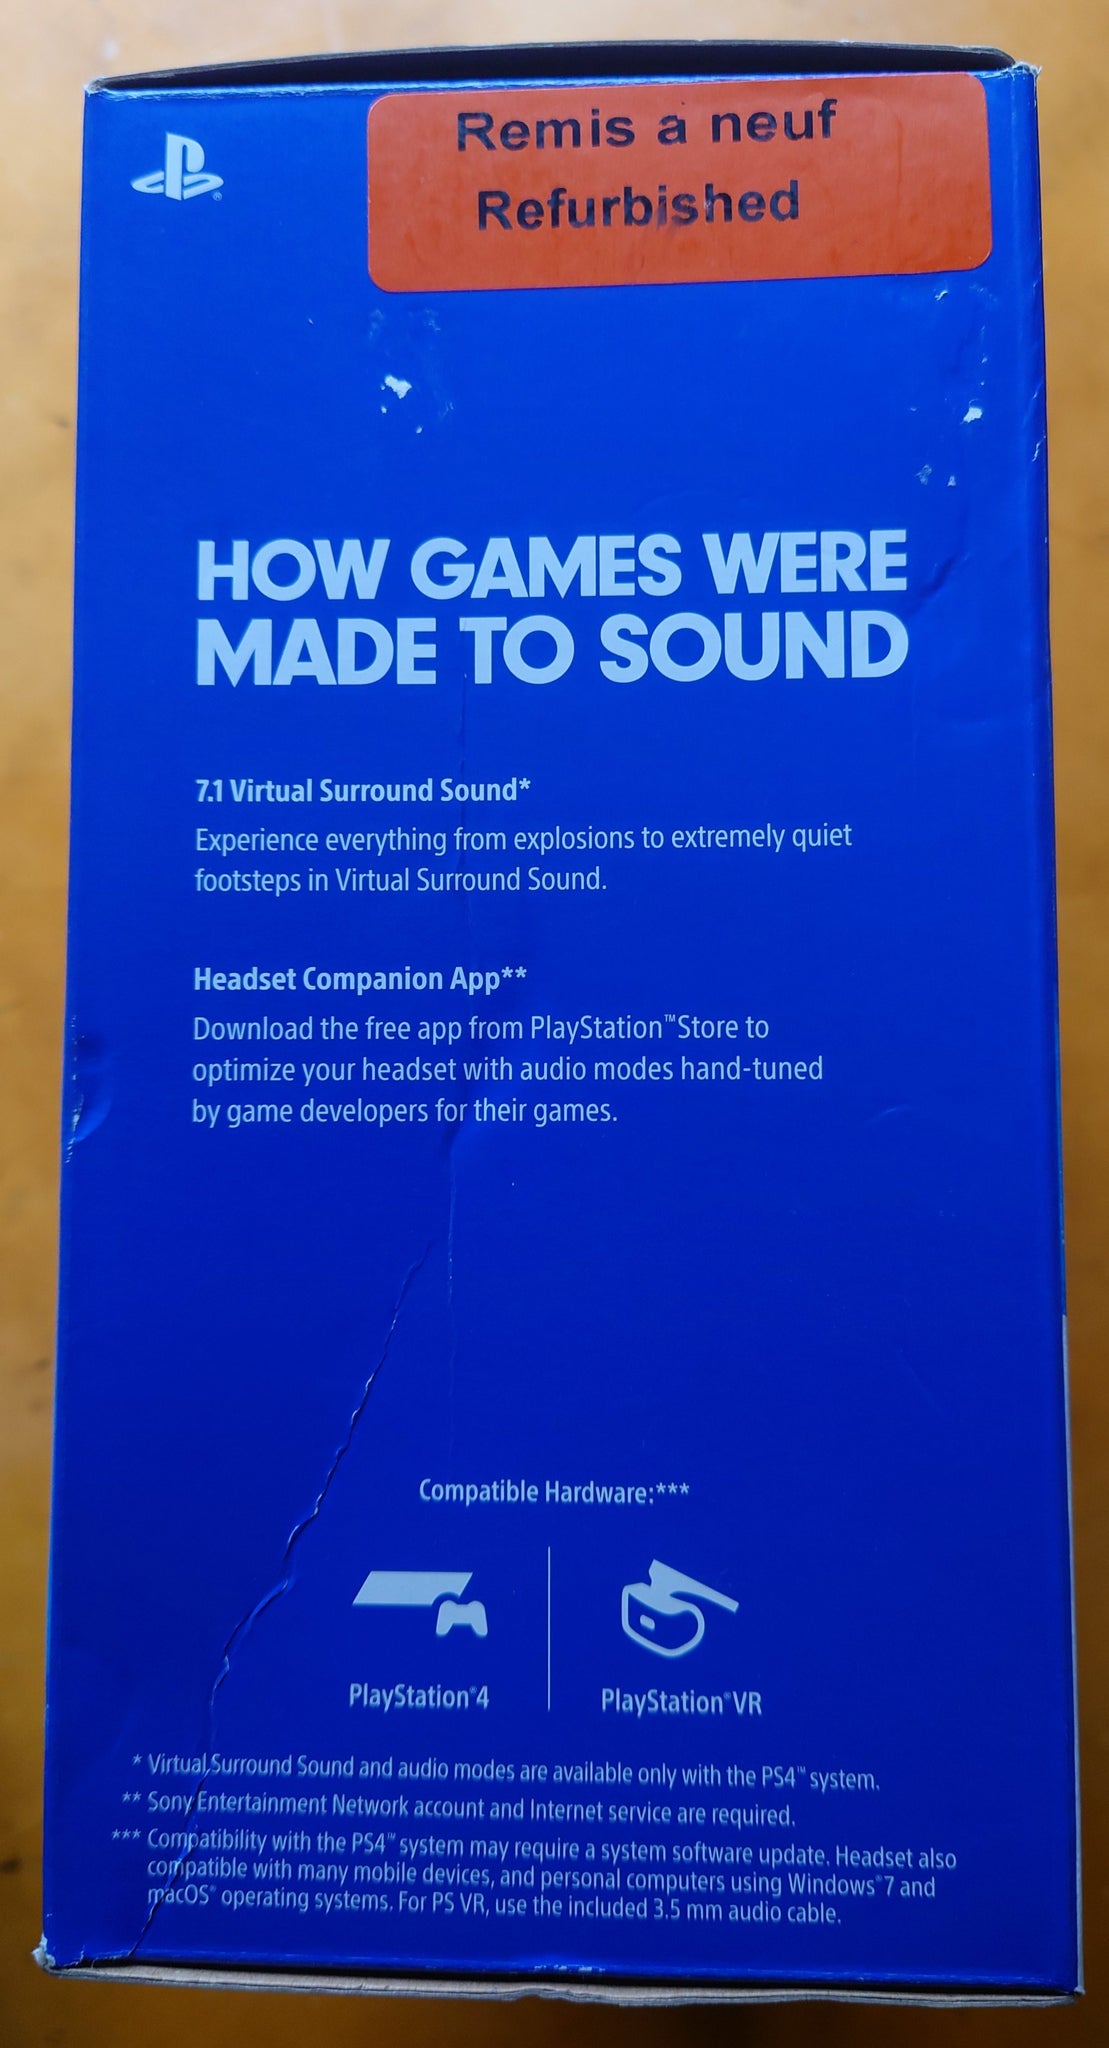 Remis a neuf
Refurbished
HOW GAMES WERE
MADE TO SOUND
7.1 Virtual Surround Sound*
Experience everything from explosions to extremely quiet
footsteps in Virtual Surround Sound.
Headset Companion App**
Download the free app from PlayStation™Store to
optimize your headset with audio modes hand-tuned
by game developers for their games.
Compatible Hardware:***
PlayStation®4
PlayStation®VR
* Virtual Surround Sound and audio modes are available only with the PS4™ system.
** Sony Entertainment Network account and Internet service are required.
*** Compatibility with the PS4™ system may require a system software update. Headset also
compatible with many mobile devices, and personal computers using Windows®7 and
macOS® operating systems. For PS VR, use the included 3.5 mm audio cable.